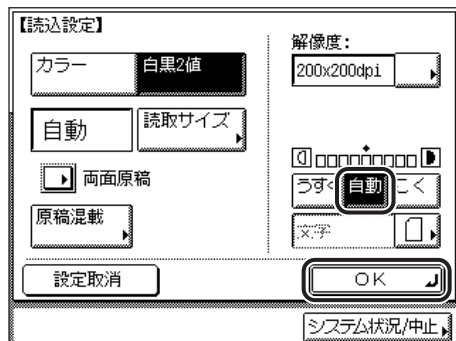 【読込設定】
カラー
白黒2値
自動
読取サイズ
両面原稿
原稿混載
解像度:
200x200dpi
うすく
自動
こく
文字
設定取消
OK
システム状況/中止